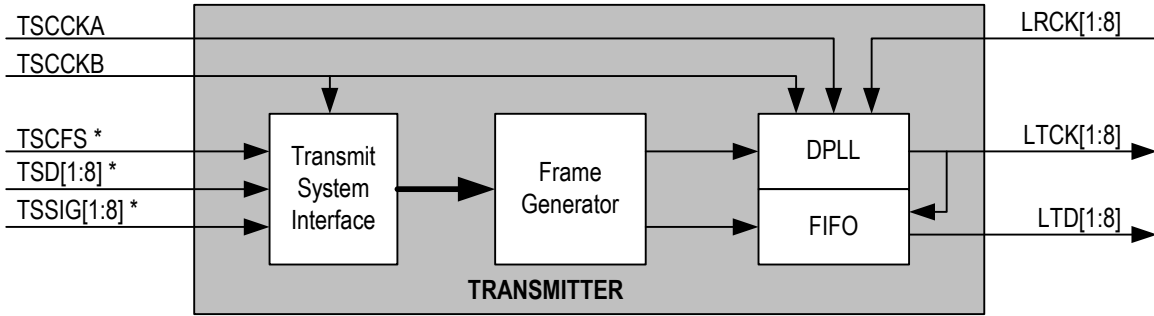 TSCCKA
LRCK[1:8]
TSCCKB
TSCFS *
TSD[1:8] *
TSSIG[1:8] *
Transmit
System
Interface
Frame
Generator
DPLL
FIFO
LTCK[1:8]
LTD[1:8]
TRANSMITTER